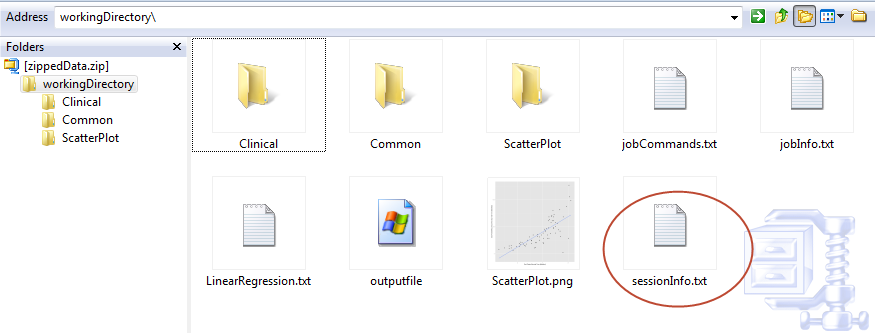 Address workingDirectory\
Folders
[zippedData.zip]
workingDirectory
Clinical
Common
ScatterPlot
Clinical Common ScatterPlot jobCommands.txt jobInfo.txt
LinearRegression.txt outputfile ScatterPlot.png sessionInfo.txt